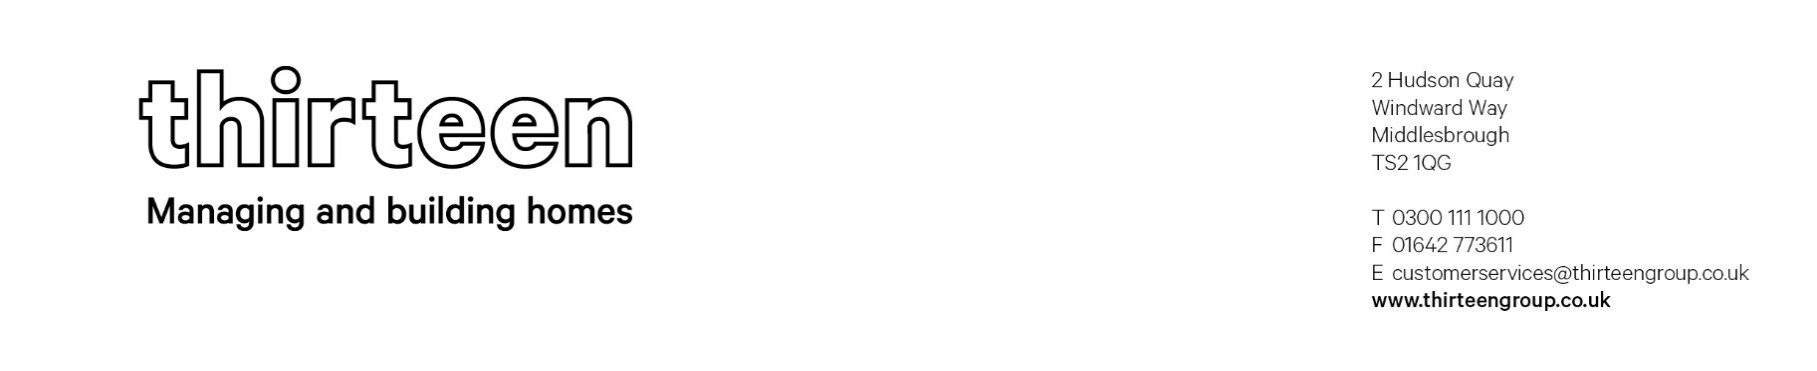 thirteen
Managing and building homes
2 Hudson Quay
Windward Way
Middlesbrough
TS2 1QG
T 0300 111 1000
F 01642 773611
E customerservices@thirteengroup.co.uk
www.thirteengroup.co.uk